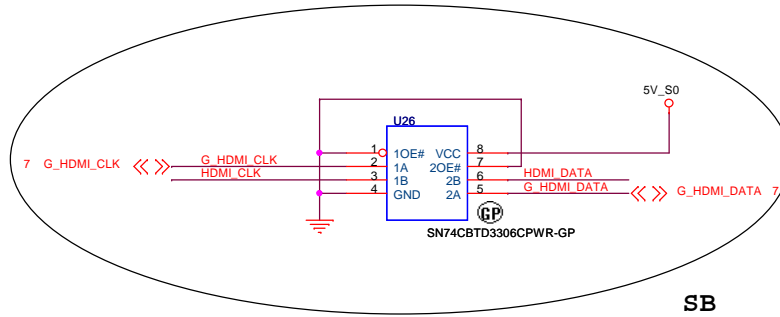 5V_S0
U26
1 1OE# VCC 8
7 G_HDMI_CLK G_HDMI_CLK 2 1A 2OE# 7
HDMI_CLK 3 1B 2B 6 HDMI_DATA
4 GND 2A 5 G_HDMI_DATA G_HDMI_DATA 7
GP
SN74CBTD3306CPWR-GP
SB